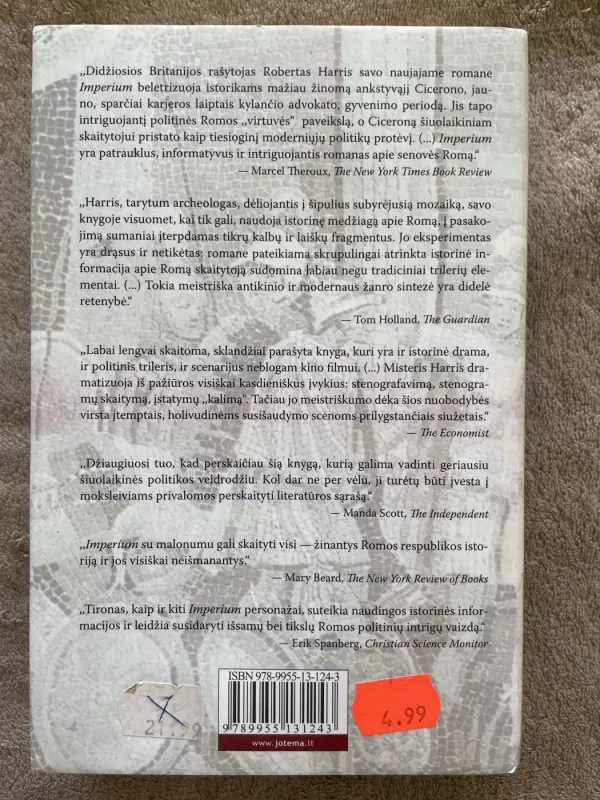 „Didžiosios Britanijos rašytojas Robertas Harris savo naujajame romane
Imperium beletrizuoja istorikams mažiau žinomą ankstyvąjį Cicerono, jau-
no, sparčiai karjeros laiptais kylančio advokato, gyvenimo periodą. Jis tapo
intriguojantį politinės Romos „virtuvės“ paveikslą, o Ciceroną šiuolaikiniam
skaitytojui pristato kaip tiesioginį moderniųjų politikų protėvį. (...) Imperium
yra patrauklus, informatyvus ir intriguojantis romanas apie senovės Romą.“
— Marcel Theroux, The New York Times Book Review
„Harris, tarytum archeologas, dėliojantis į šipulius subyrėjusią mozaiką, savo
knygoje visuomet, kai tik gali, naudoja istorinę medžiagą apie Romą, į pasako-
jimą sumaniai įterpdamas tikrų kalbų ir laiškų fragmentus. Jo eksperimentas
yra drąsus ir netikėtas: romane pateikiama skrupulingai atrinkta istorinė in-
formacija apie Romą skaitytoją sudomina labiau negu tradiciniai trilerių ele-
mentai. (...) Tokia meistriška antikinio ir modernaus žanro sintezė yra didelė
retenybė.“
— Tom Holland, The Guardian
„Labai lengvai skaitoma, sklandžiai parašyta knyga, kuri yra ir istorinė drama,
ir politinis trileris, ir scenarijus neblogam kino filmui. (...) Misteris Harris dra-
matizuoja iš pažiūros visiškai kasdieniškus įvykius: stenografavimą, stenogra-
mų skaitymą, įstatymų „kalimą“. Tačiau jo meistriškumo dėka šios nuobodybės
virsta įtemptais, holivudinėms susišaudymo scenoms prilygstančiais siužetais.“
— The Economist
„Džiaugiuosi tuo, kad perskaičiau šią knygą, kurią galima vadinti geriausiu
šiuolaikinės politikos veidrodžiu. Kol dar ne per vėlu, ji turėtų būti įvesta į
moksleiviams privalomos perskaityti literatūros sąrašą.“
— Manda Scott, The Independent
„Imperium su malonumu gali skaityti visi — žinantys Romos respublikos isto-
riją ir jos visiškai neišmanantys.“
— Mary Beard, The New York Review of Books
„Tironas, kaip ir kiti Imperium personažai, suteikia naudingos istorinės infor-
macijos ir leidžia susidaryti išsamų bei tikslų Romos politinių intrigų vaizdą.“
— Erik Spanberg, Christian Science Monitor
ISBN 978-9955-13-124-3
9 789955 131243
www.jotema.lt
7
21.99
4.99